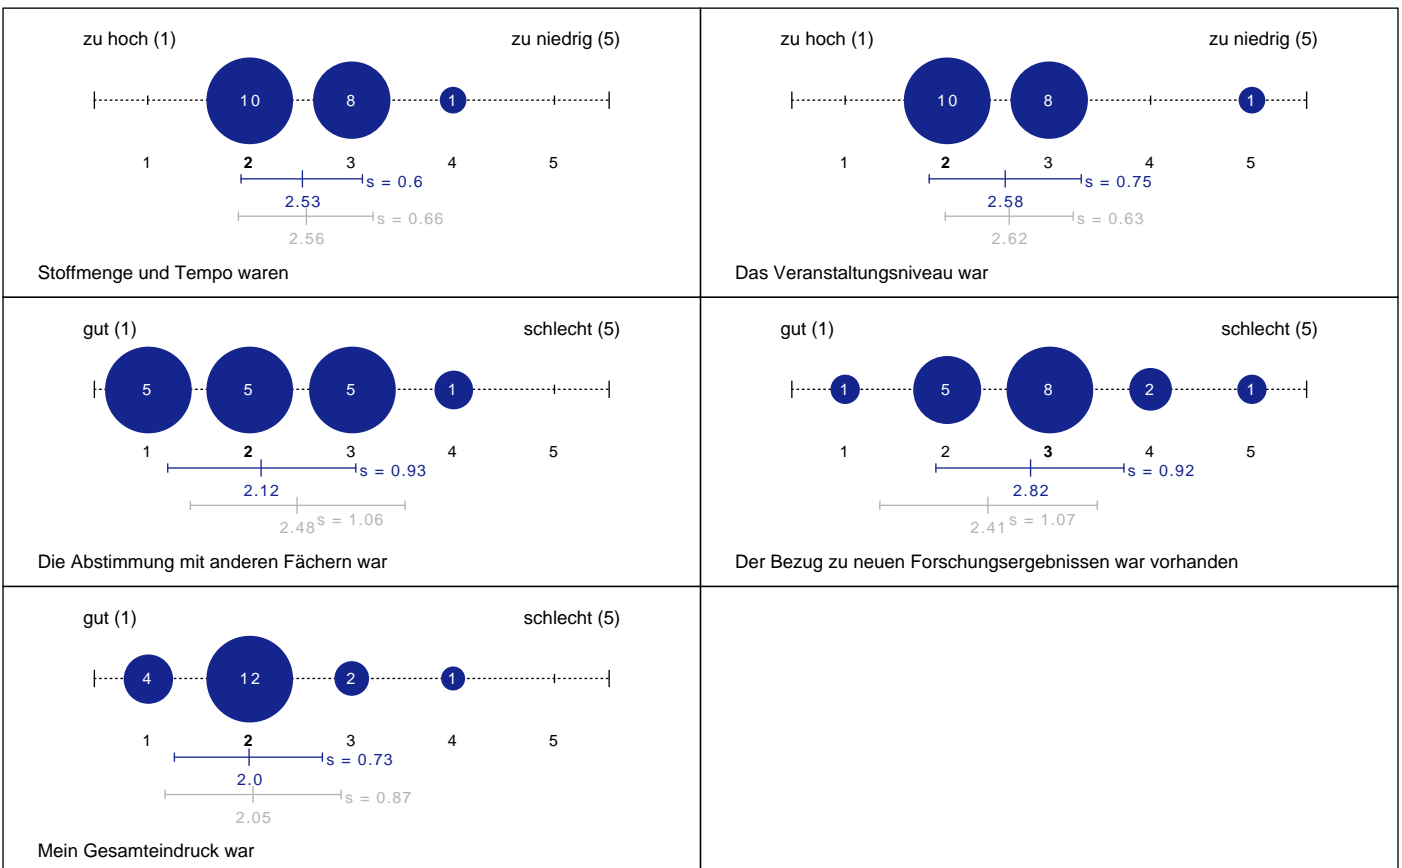 zu hoch (1) zu niedrig (5)
10 8 1
1 2 3 4 5
s = 0.6
2.53
s = 0.66
2.56
Stoffmenge und Tempo waren
zu hoch (1) zu niedrig (5)
10 8 1
1 2 3 4 5
s = 0.75
2.58
s = 0.63
2.62
Das Veranstaltungsniveau war
gut (1) schlecht (5)
5 5 5 1
1 2 3 4 5
s = 0.93
2.12
s = 1.06
2.48
Die Abstimmung mit anderen Fächern war
gut (1) schlecht (5)
1 5 8 2 1
1 2 3 4 5
s = 0.92
2.82
s = 1.07
2.41
Der Bezug zu neuen Forschungsergebnissen war vorhanden
gut (1) schlecht (5)
4 12 2 1
1 2 3 4 5
s = 0.73
2.0
s = 0.87
2.05
Mein Gesamteindruck war